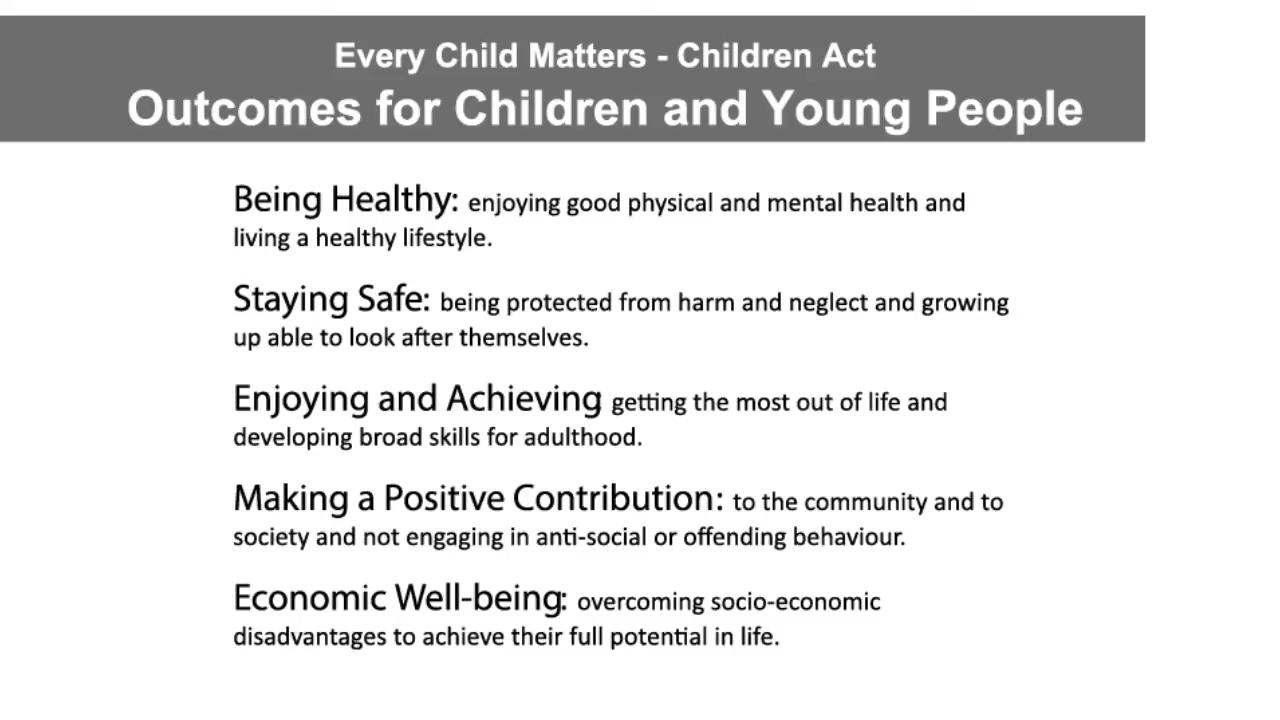 Every Child Matters - Children Act
Outcomes for Children and Young People
Being Healthy: enjoying good physical and mental health and
living a healthy lifestyle.
Staying Safe: being protected from harm and neglect and growing
up able to look after themselves.
Enjoying and Achieving getting the most out of life and
developing broad skills for adulthood.
Making a Positive Contribution: to the community and to
society and not engaging in anti-social or offending behaviour.
Economic Well-being: overcoming socio-economic
disadvantages to achieve their full potential in life.